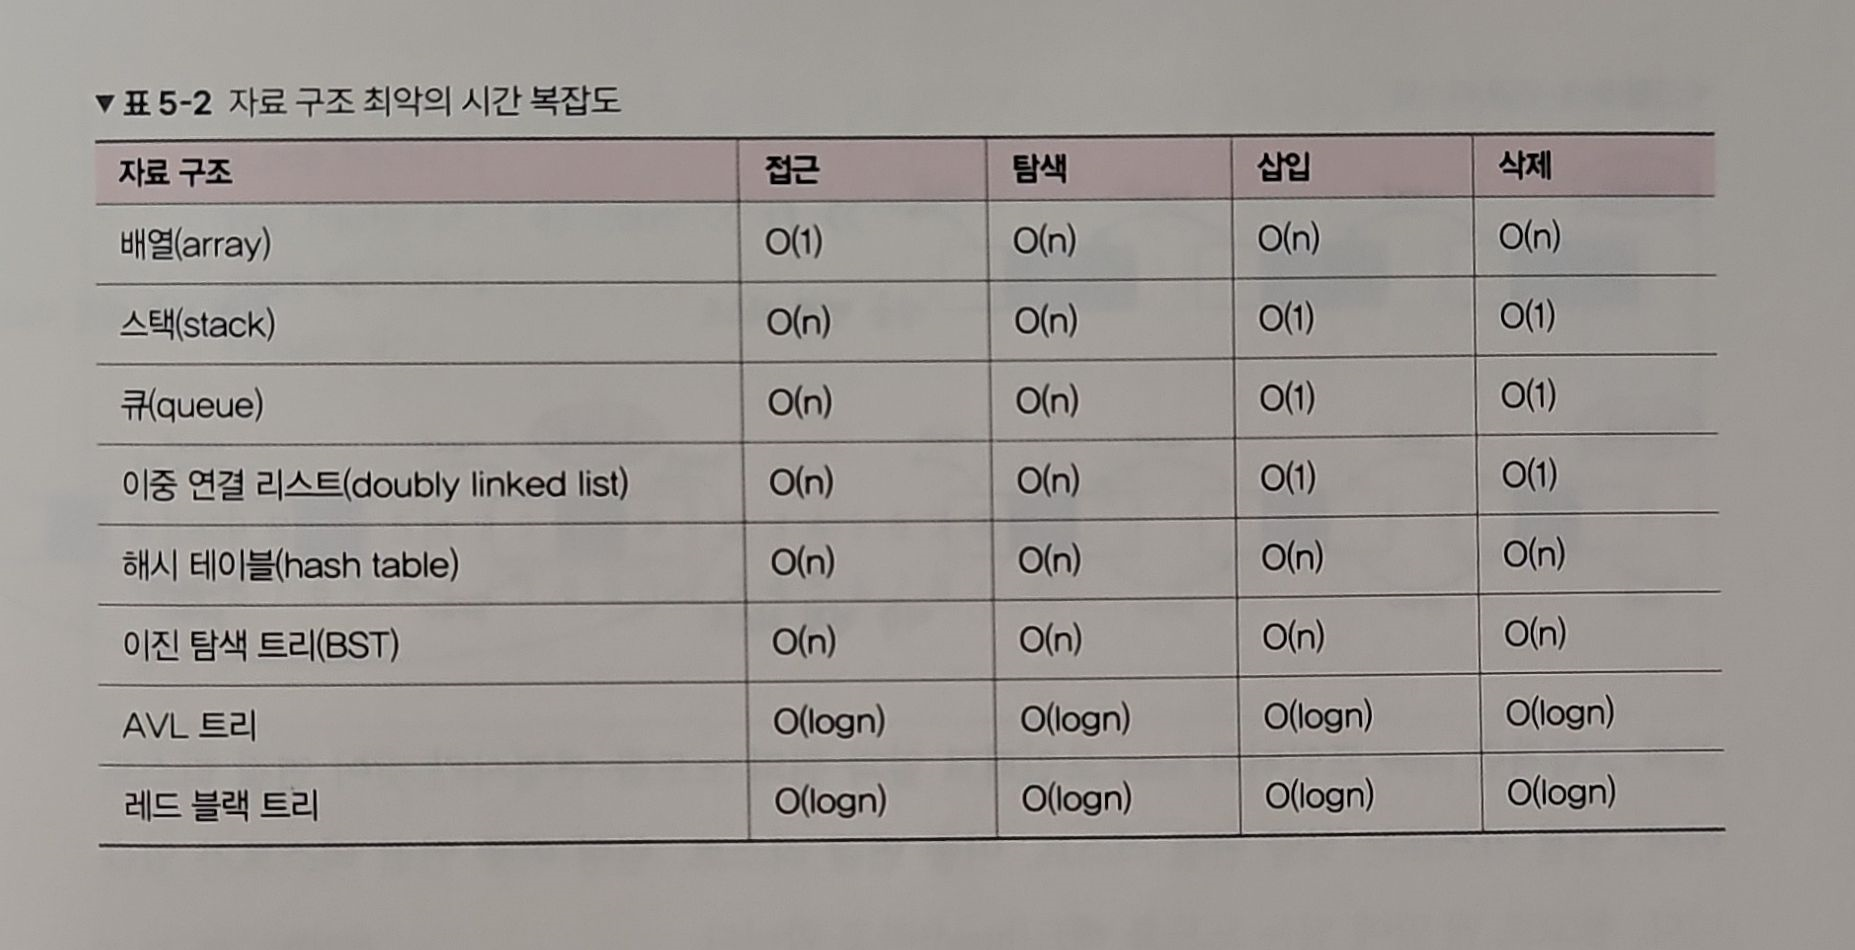 ▼ 표 5-2 자료 구조 최악의 시간 복잡도
자료 구조 접근 탐색 삽입 삭제
배열(array) O(1) O(n) O(n) O(n)
스택(stack) O(n) O(n) O(1) O(1)
큐(queue) O(n) O(n) O(1) O(1)
이중 연결 리스트(doubly linked list) O(n) O(n) O(1) O(1)
해시 테이블(hash table) O(n) O(n) O(n) O(n)
이진 탐색 트리(BST) O(n) O(n) O(n) O(n)
AVL 트리 O(logn) O(logn) O(logn) O(logn)
레드 블랙 트리 O(logn) O(logn) O(logn) O(logn)